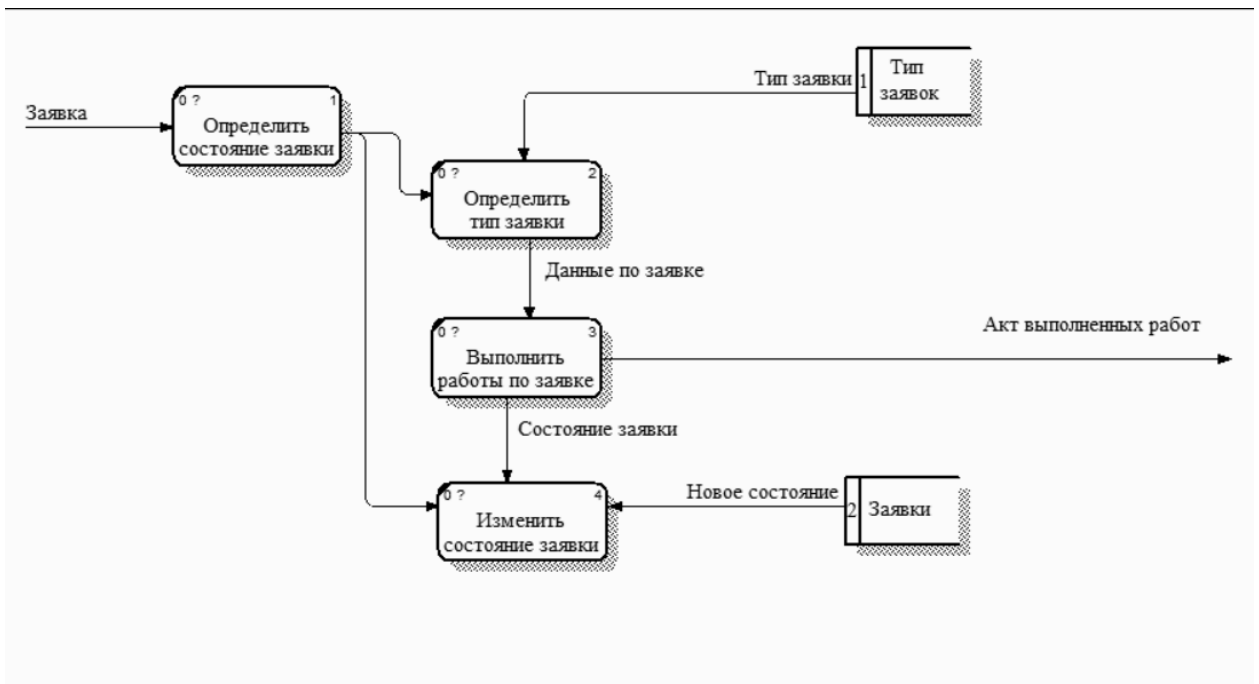 Заявка
0 ? 1
Определить
состояние заявки
Тип заявки
1
Тип
заявок
0 ? 2
Определить
тип заявки
Данные по заявке
0 ? 3
Выполнить
работы по заявке
Акт выполненных работ
Состояние заявки
0 ? 4
Изменить
состояние заявки
Новое состояние
2
Заявки